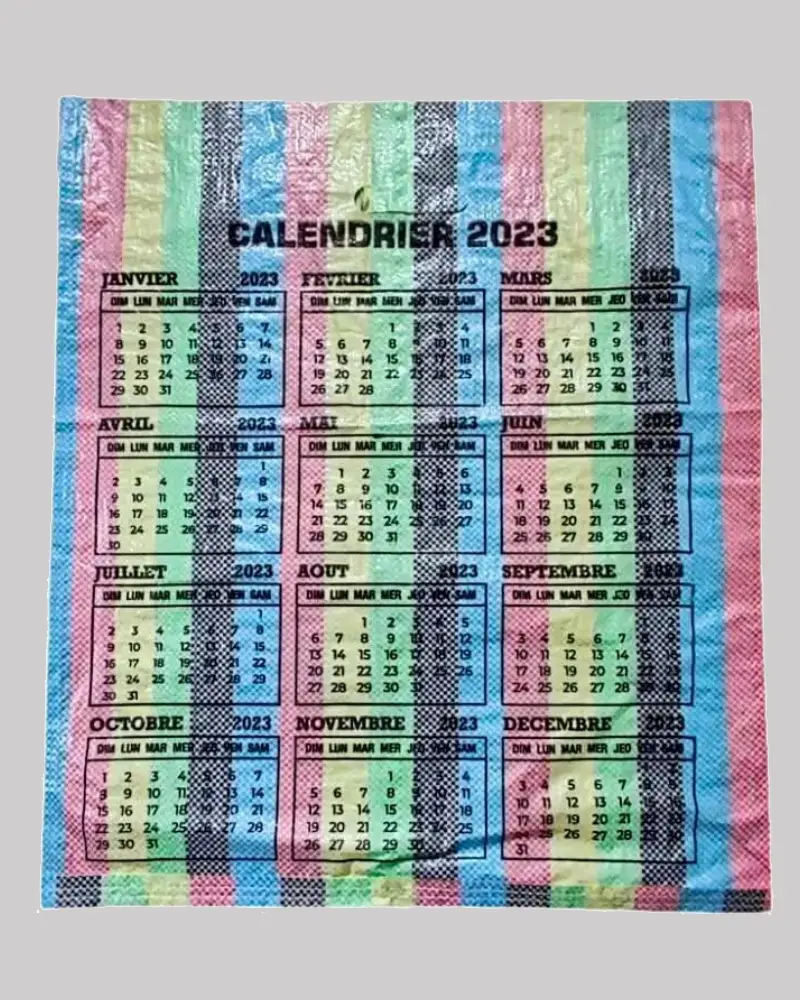 CALENDRIER 2023
JANVIER 2023
DIM LUN MAR MER JEO VEN SAM
1 2 3 4 5 6 7
8 9 10 11 12 13 14
15 16 17 18 19 20 21
22 23 24 25 26 27 28
29 30 31
FEVRIER 2023
DIM LUN MAR MER JEO VEN SAM
1 2 3 4
5 6 7 8 9 10 11
12 13 14 15 16 17 18
19 20 21 22 23 24 25
26 27 28
MARS 2023
DIM LUN MAR MER JEO VEN SAM
1 2 3 4
5 6 7 8 9 10 11
12 13 14 15 16 17 18
19 20 21 22 23 24 25
26 27 28 29 30 31
AVRIL 2023
DIM LUN MAR MER JEO VEN SAM
1
2 3 4 5 6 7 8
9 10 11 12 13 14 15
16 17 18 19 20 21 22
23 24 25 26 27 28 29
30
MAI 2023
DIM LUN MAR MER JEO VEN SAM
1 2 3 4 5 6
7 8 9 10 11 12 13
14 15 16 17 18 19 20
21 22 23 24 25 26 27
28 29 30 31
JUIN 2023
DIM LUN MAR MER JEO VEN SAM
1 2 3
4 5 6 7 8 9 10
11 12 13 14 15 16 17
18 19 20 21 22 23 24
25 26 27 28 29 30
JUILLET 2023
DIM LUN MAR MER JEO VEN SAM
1
2 3 4 5 6 7 8
9 10 11 12 13 14 15
16 17 18 19 20 21 22
23 24 25 26 27 28 29
30 31
AOUT 2023
DIM LUN MAR MER JEO VEN SAM
1 2 3 4 5
6 7 8 9 10 11 12
13 14 15 16 17 18 19
20 21 22 23 24 25 26
27 28 29 30 31
SEPTEMBRE 2023
DIM LUN MAR MER JEO VEN SAM
1 2
3 4 5 6 7 8 9
10 11 12 13 14 15 16
17 18 19 20 21 22 23
24 25 26 27 28 29 30
OCTOBRE 2023
DIM LUN MAR MER JEO VEN SAM
1 2 3 4 5 6 7
8 9 10 11 12 13 14
15 16 17 18 19 20 21
22 23 24 25 26 27 28
29 30 31
NOVEMBRE 2023
DIM LUN MAR MER JEO VEN SAM
1 2 3 4
5 6 7 8 9 10 11
12 13 14 15 16 17 18
19 20 21 22 23 24 25
26 27 28 29 30
DECEMBRE 2023
DIM LUN MAR MER JEO VEN SAM
1 2
3 4 5 6 7 8 9
10 11 12 13 14 15 16
17 18 19 20 21 22 23
24 25 26 27 28 29 30
31